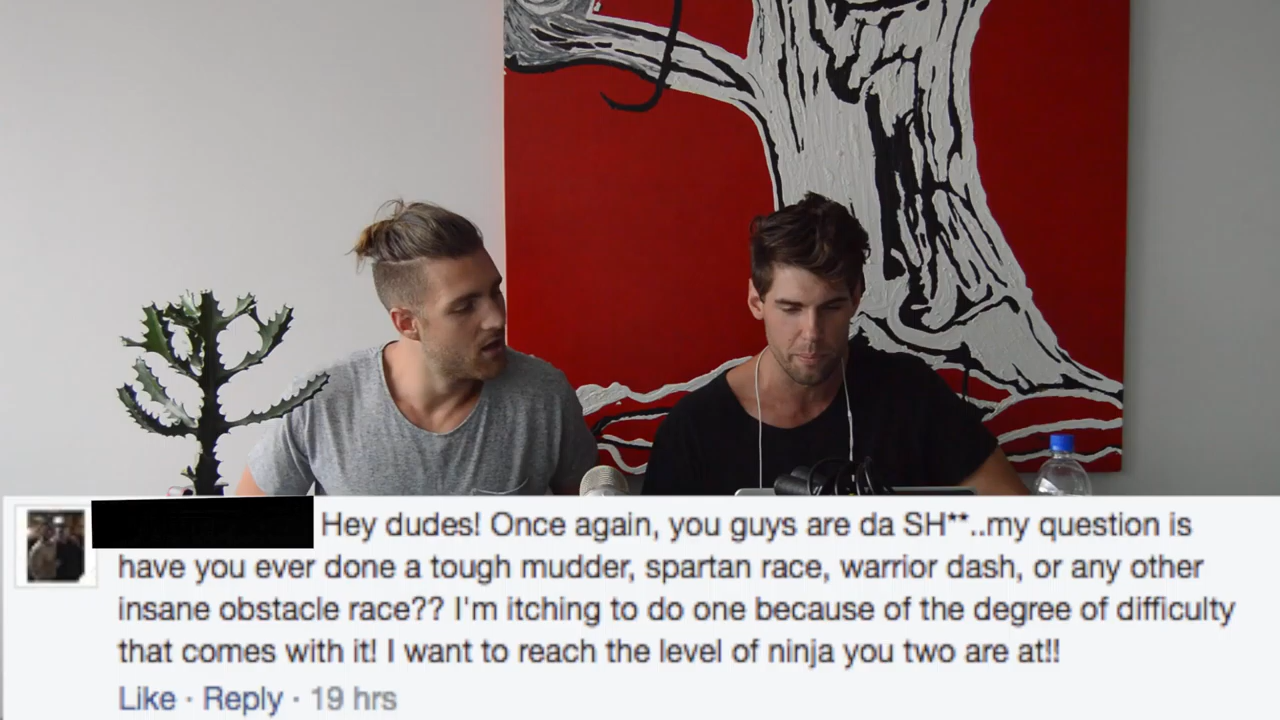 Hey dudes! Once again, you guys are da SH**..my question is
have you ever done a tough mudder, spartan race, warrior dash, or any other
insane obstacle race?? I'm itching to do one because of the degree of difficulty
that comes with it! I want to reach the level of ninja you two are at!!
Like · Reply · 19 hrs